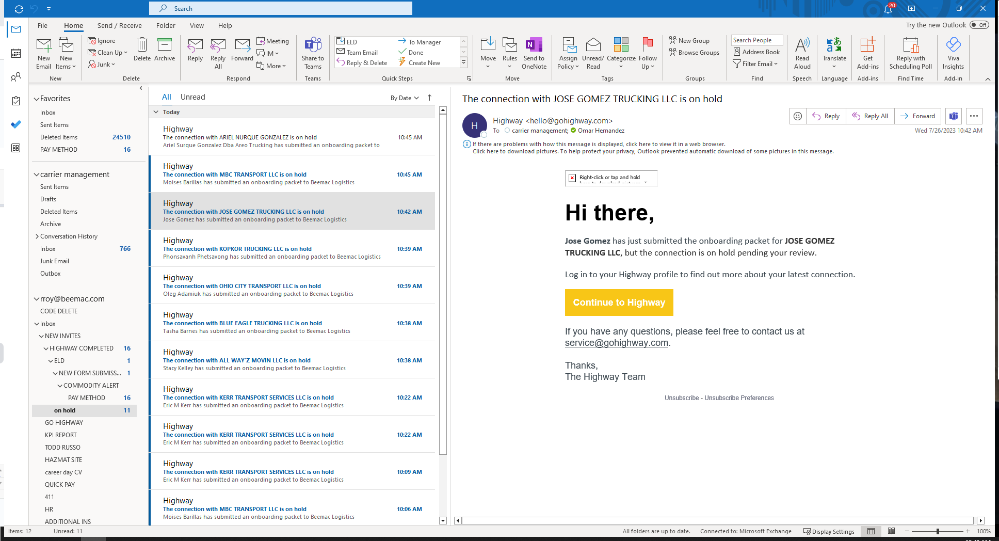 Search
20
File Home Send / Receive Folder View Help
Try the new Outlook Off
New Email
New Items
New
Ignore
Clean Up
Junk
Delete
Archive
Delete
Reply
Reply All
Forward
Meeting
IM
More
Respond
Share to Teams
Teams
ELD
Team Email
Reply & Delete
To Manager
Done
Create New
Quick Steps
Move
Rules
Send to OneNote
Move
Assign Policy
Unread/ Read
Categorize
Follow Up
Tags
New Group
Browse Groups
Groups
Search People
Address Book
Filter Email
Find
Read Aloud
Speech
Translate
Language
Get Add-ins
Add-ins
Reply with Scheduling Poll
Find Time
Viva Insights
Add-in
Favorites
Inbox
Sent Items
Deleted Items 24510
PAY METHOD 16
carrier management
Sent Items
Drafts
Deleted Items
Archive
Conversation History
Inbox 766
Junk Email
Outbox
rroy@beemac.com
CODE DELETE
Inbox
NEW INVITES
HIGHWAY COMPLETED 16
ELD 1
NEW FORM SUBMISS... 1
COMMODITY ALERT
PAY METHOD 16
on hold 11
GO HIGHWAY
KPI REPORT
TODD RUSSO
HAZMAT SITE
career day CV
QUICK PAY
411
HR
ADDITIONAL INS
All Unread By Date
Today
Highway
The connection with ARIEL NURQUE GONZALEZ is on hold 10:45 AM
Ariel Surque Gonzalez Dba Areo Trucking has submitted an onboarding packet to
Highway
The connection with MBC TRANSPORT LLC is on hold 10:45 AM
Moises Barillas has submitted an onboarding packet to Beemac Logistics
Highway
The connection with JOSE GOMEZ TRUCKING LLC is on hold 10:42 AM
Jose Gomez has submitted an onboarding packet to Beemac Logistics
Highway
The connection with KOPKOR TRUCKING LLC is on hold 10:39 AM
Phonsavanh Phetsavong has submitted an onboarding packet to Beemac Logistics
Highway
The connection with OHIO CITY TRANSPORT LLC is on hold 10:39 AM
Oleg Adamiuk has submitted an onboarding packet to Beemac Logistics
Highway
The connection with BLUE EAGLE TRUCKING LLC is on hold 10:38 AM
Tasha Barnes has submitted an onboarding packet to Beemac Logistics
Highway
The connection with ALL WAY'Z MOVIN LLC is on hold 10:38 AM
Stacy Kelley has submitted an onboarding packet to Beemac Logistics
Highway
The connection with KERR TRANSPORT SERVICES LLC is on hold 10:22 AM
Eric M Kerr has submitted an onboarding packet to Beemac Logistics
Highway
The connection with KERR TRANSPORT SERVICES LLC is on hold 10:22 AM
Eric M Kerr has submitted an onboarding packet to Beemac Logistics
Highway
The connection with KERR TRANSPORT SERVICES LLC is on hold 10:09 AM
Eric M Kerr has submitted an onboarding packet to Beemac Logistics
Highway
The connection with MBC TRANSPORT LLC is on hold 10:06 AM
Moises Barillas has submitted an onboarding packet to Beemac Logistics
The connection with JOSE GOMEZ TRUCKING LLC is on hold
H
Highway <hello@gohighway.com>
To carrier management; Omar Hernandez
Reply Reply All Forward
Wed 7/26/2023 10:42 AM
If there are problems with how this message is displayed, click here to view it in a web browser.
Click here to download pictures. To help protect your privacy, Outlook prevented automatic download of some pictures in this message.
Right-click or tap and hold
Hi there,
Jose Gomez has just submitted the onboarding packet for JOSE GOMEZ
TRUCKING LLC, but the connection is on hold pending your review.
Log in to your Highway profile to find out more about your latest connection.
Continue to Highway
If you have any questions, please feel free to contact us at
service@gohighway.com.
Thanks,
The Highway Team
Unsubscribe - Unsubscribe Preferences
Items: 12 Unread: 11 All folders are up to date. Connected to: Microsoft Exchange Display Settings 100%